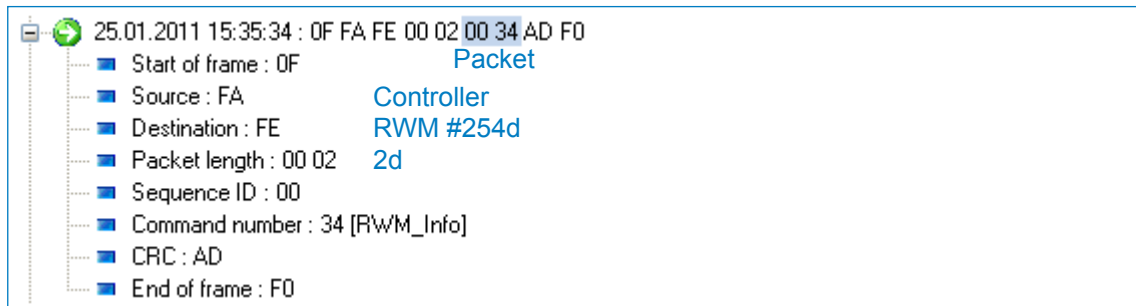 25.01.2011 15:35:34 : 0F FA FE 00 02 00 34 AD F0
Packet
Start of frame : 0F
Source : FA Controller
Destination : FE RWM #254d
Packet length : 00 02 2d
Sequence ID : 00
Command number : 34 [RWM_Info]
CRC : AD
End of frame : F0